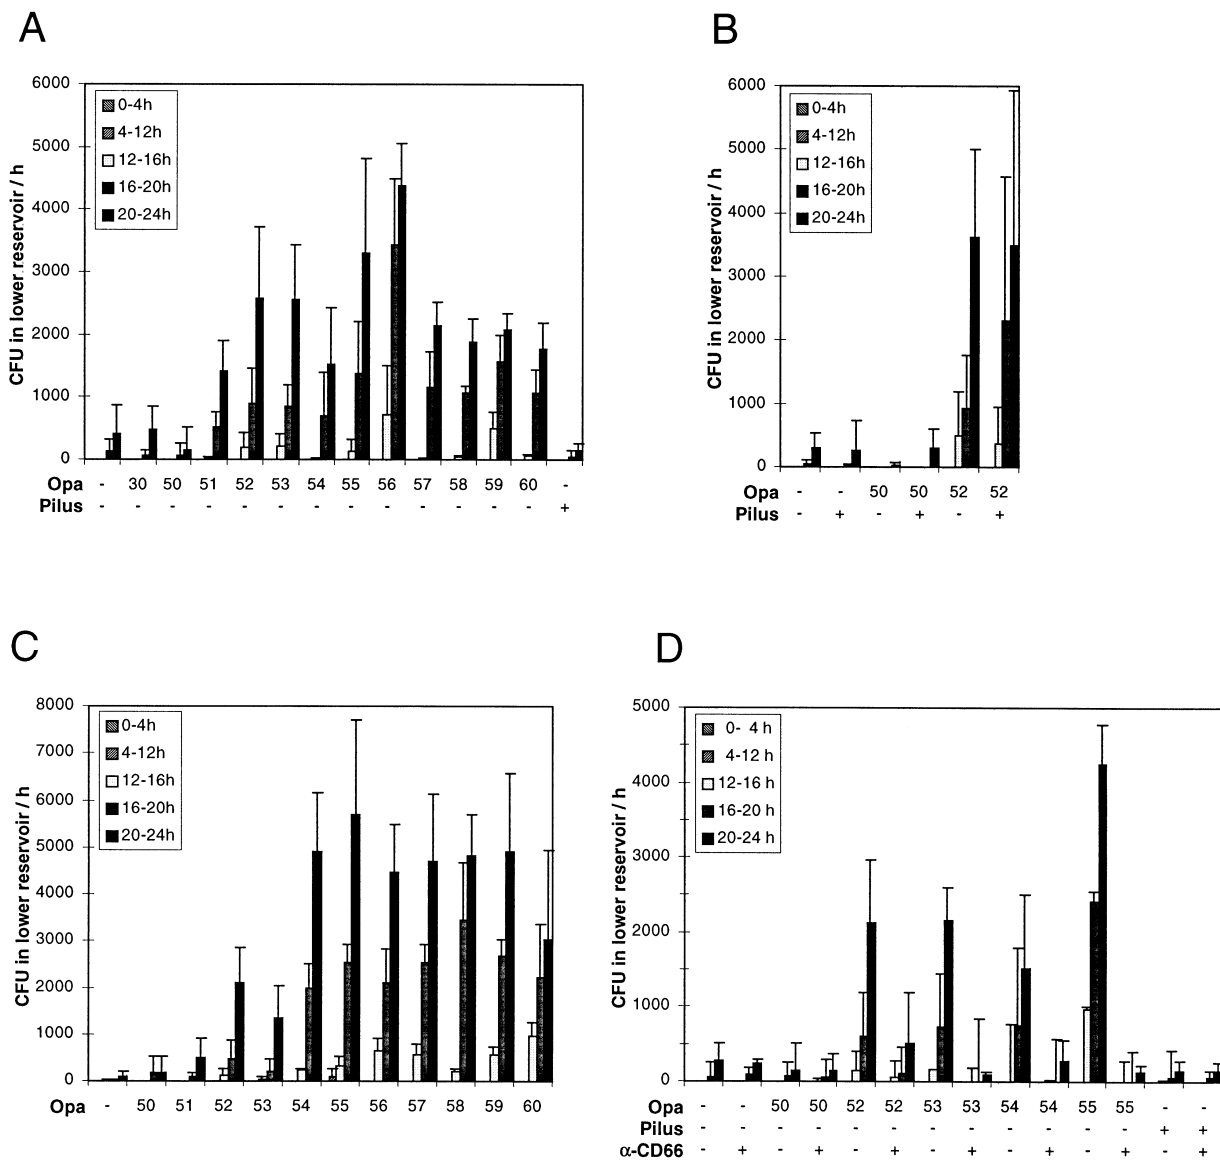 A
CFU in lower reservoir / h
6000
5000
4000
3000
2000
1000
0
0-4h
4-12h
12-16h
16-20h
20-24h
Opa - 30 50 51 52 53 54 55 56 57 58 59 60 -
Pilus - - - - - - - - - - - - - +
B
CFU in lower reservoir / h
6000
5000
4000
3000
2000
1000
0
0-4h
4-12h
12-16h
16-20h
20-24h
Opa - - 50 50 52 52
Pilus - + - + - +
C
CFU in lower reservoir / h
8000
7000
6000
5000
4000
3000
2000
1000
0
0-4h
4-12h
12-16h
16-20h
20-24h
Opa - 50 51 52 53 54 55 56 57 58 59 60
D
CFU in lower reservoir / h
5000
4000
3000
2000
1000
0
0- 4 h
4-12 h
12-16 h
16-20 h
20-24 h
Opa - - 50 50 52 52 53 53 54 54 55 55 - -
Pilus - - - - - - - - - - - - + +
α-CD66 - + - + - + - + - + - + - +